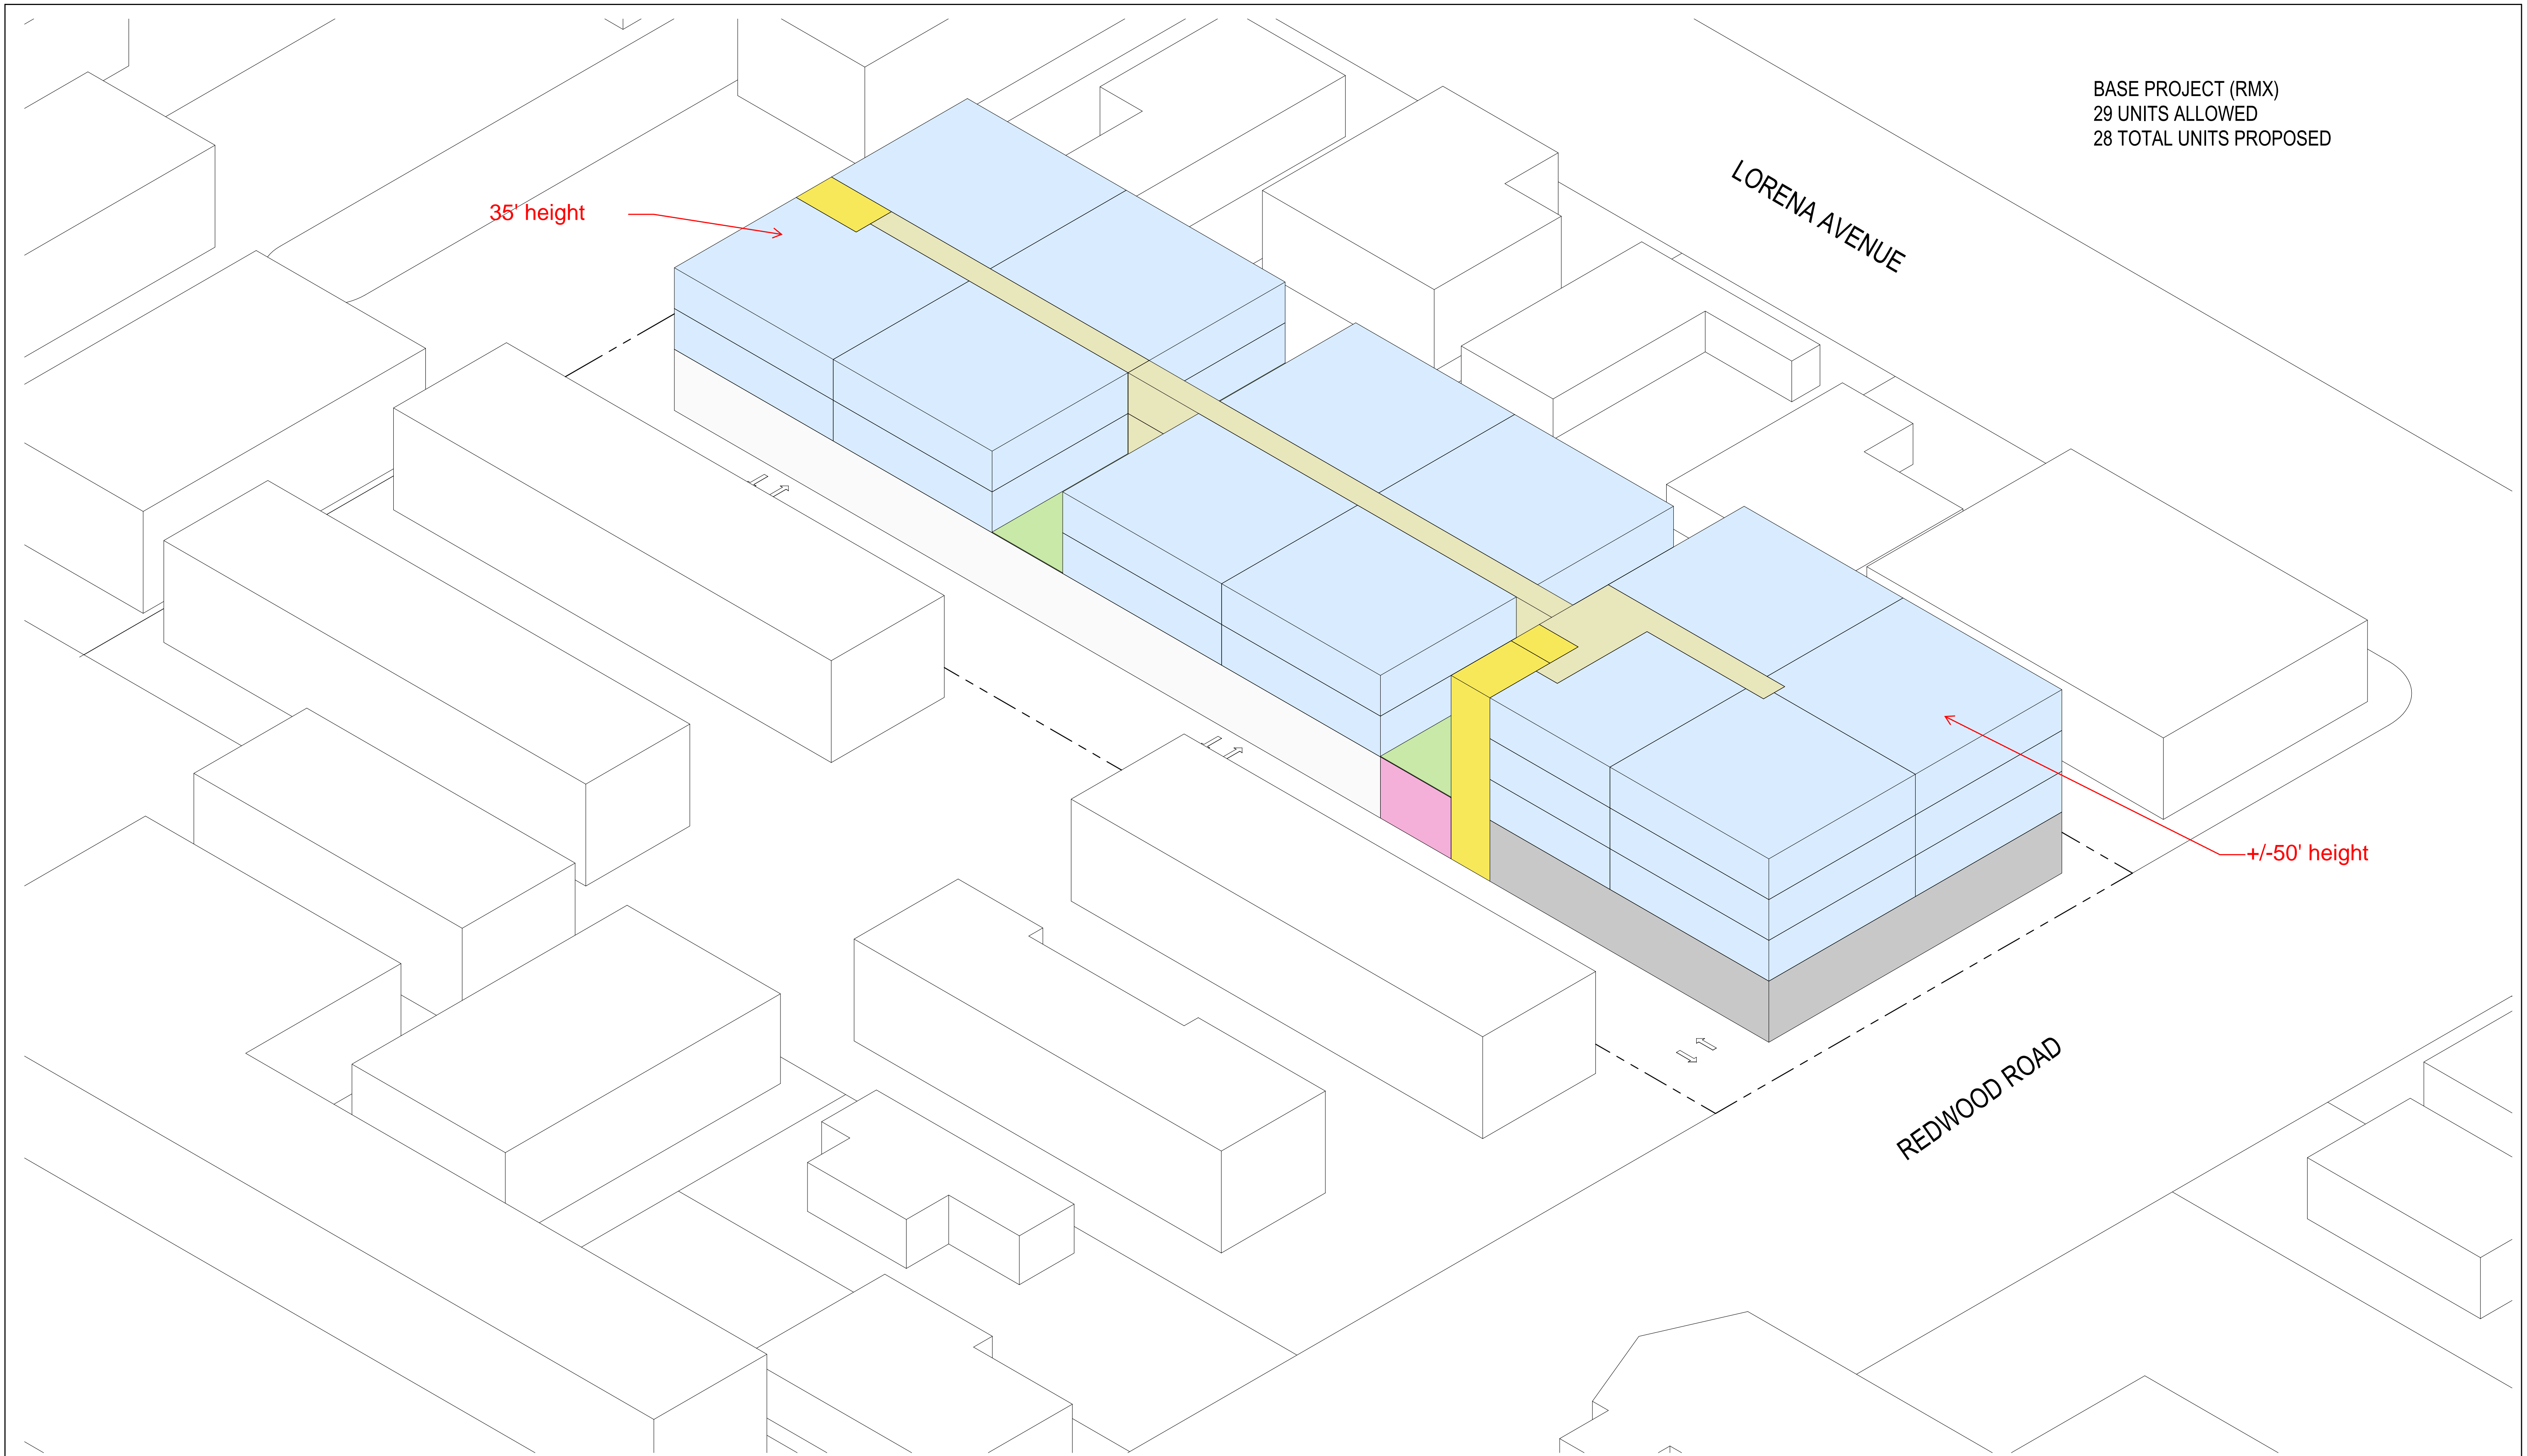 BASE PROJECT (RMX)
29 UNITS ALLOWED
28 TOTAL UNITS PROPOSED
LORENA AVENUE
35' height
+/-50' height
REDWOOD ROAD